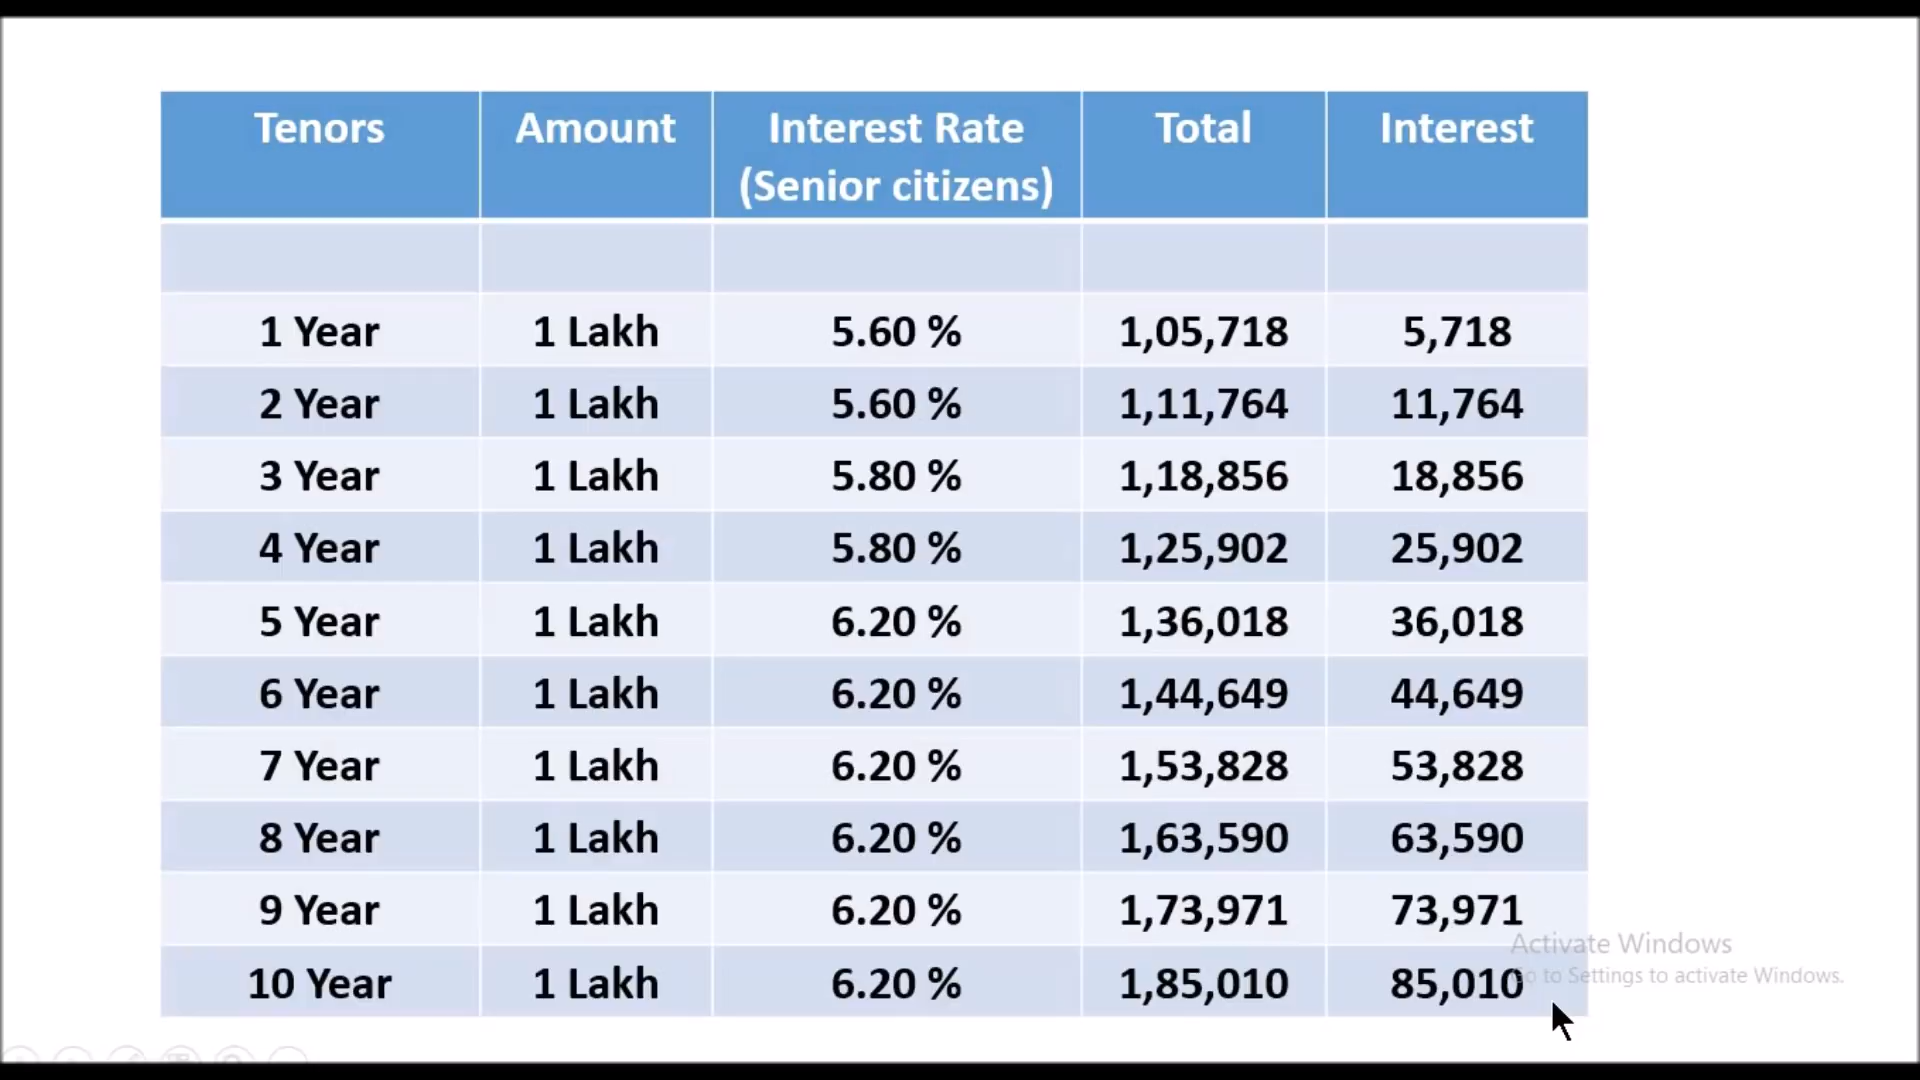 Tenors Amount Interest Rate Total Interest
(Senior citizens)
1 Year 1 Lakh 5.60 % 1,05,718 5,718
2 Year 1 Lakh 5.60 % 1,11,764 11,764
3 Year 1 Lakh 5.80 % 1,18,856 18,856
4 Year 1 Lakh 5.80 % 1,25,902 25,902
5 Year 1 Lakh 6.20 % 1,36,018 36,018
6 Year 1 Lakh 6.20 % 1,44,649 44,649
7 Year 1 Lakh 6.20 % 1,53,828 53,828
8 Year 1 Lakh 6.20 % 1,63,590 63,590
9 Year 1 Lakh 6.20 % 1,73,971 73,971
Activate Windows
Go to Settings to activate Windows.
10 Year 1 Lakh 6.20 % 1,85,010 85,010